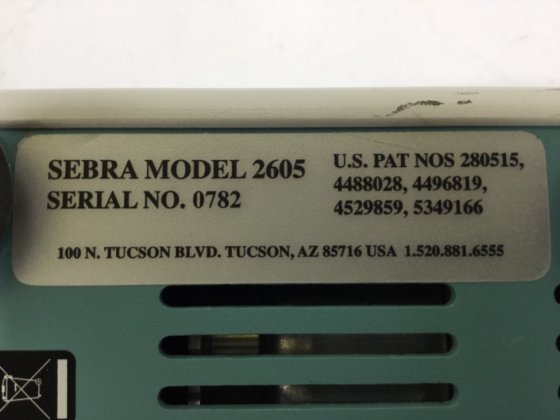 SEBRA MODEL 2605
SERIAL NO. 0782
U.S. PAT NOS 280515,
4488028, 4496819,
4529859, 5349166
100 N. TUCSON BLVD. TUCSON, AZ 85716 USA 1.520.881.6555